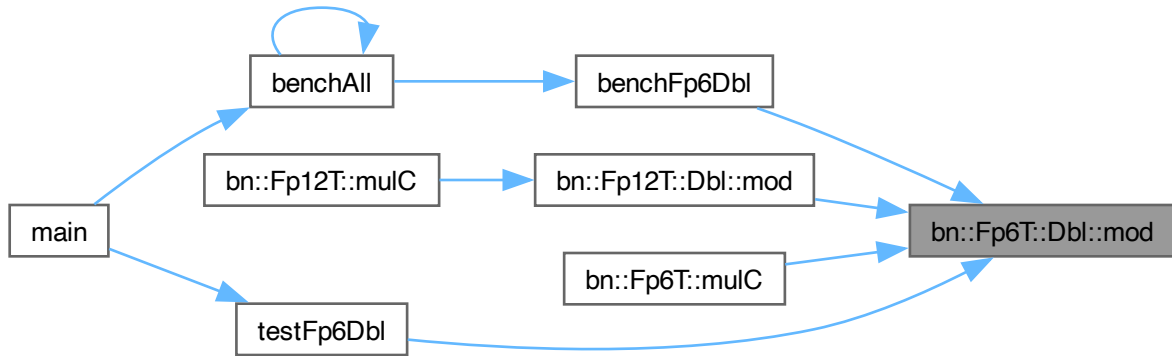 benchAll
benchFp6Dbl
bn::Fp12T::mulC
bn::Fp12T::Dbl::mod
main
bn::Fp6T::Dbl::mod
bn::Fp6T::mulC
testFp6Dbl